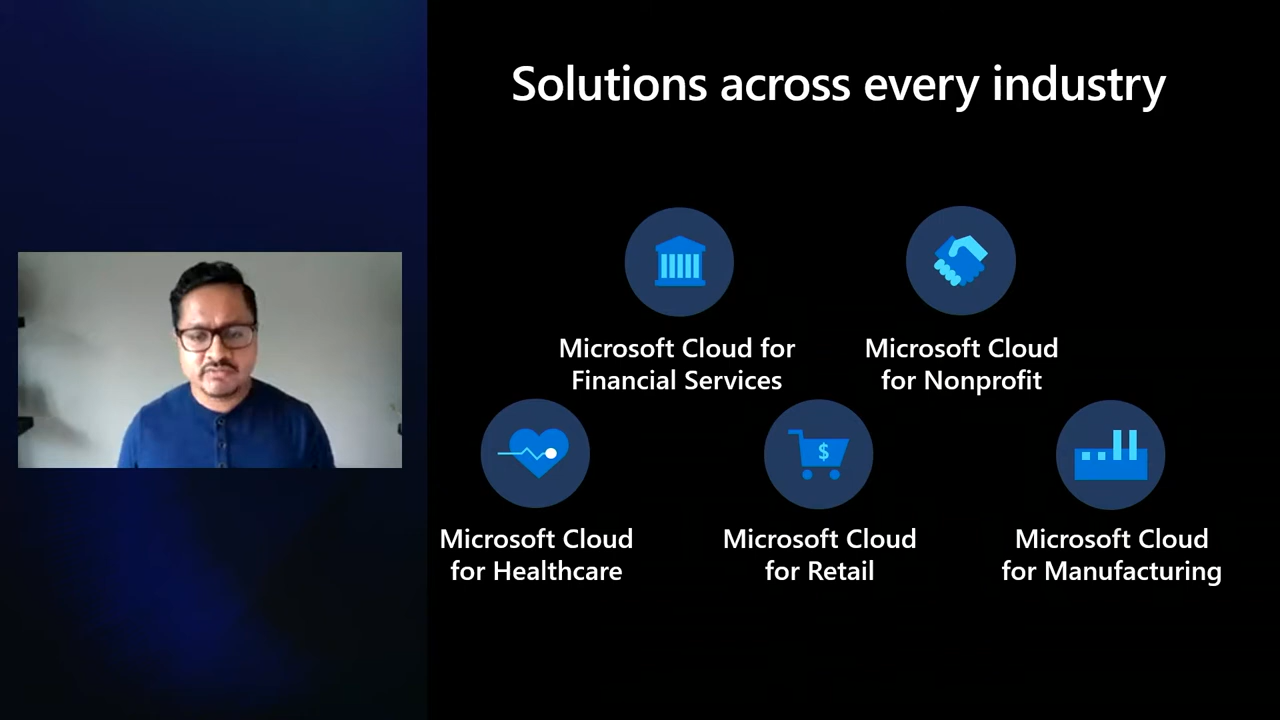 Solutions across every industry
Microsoft Cloud for
Financial Services
Microsoft Cloud
for Nonprofit
$
Microsoft Cloud
for Healthcare
Microsoft Cloud
for Retail
Microsoft Cloud
for Manufacturing